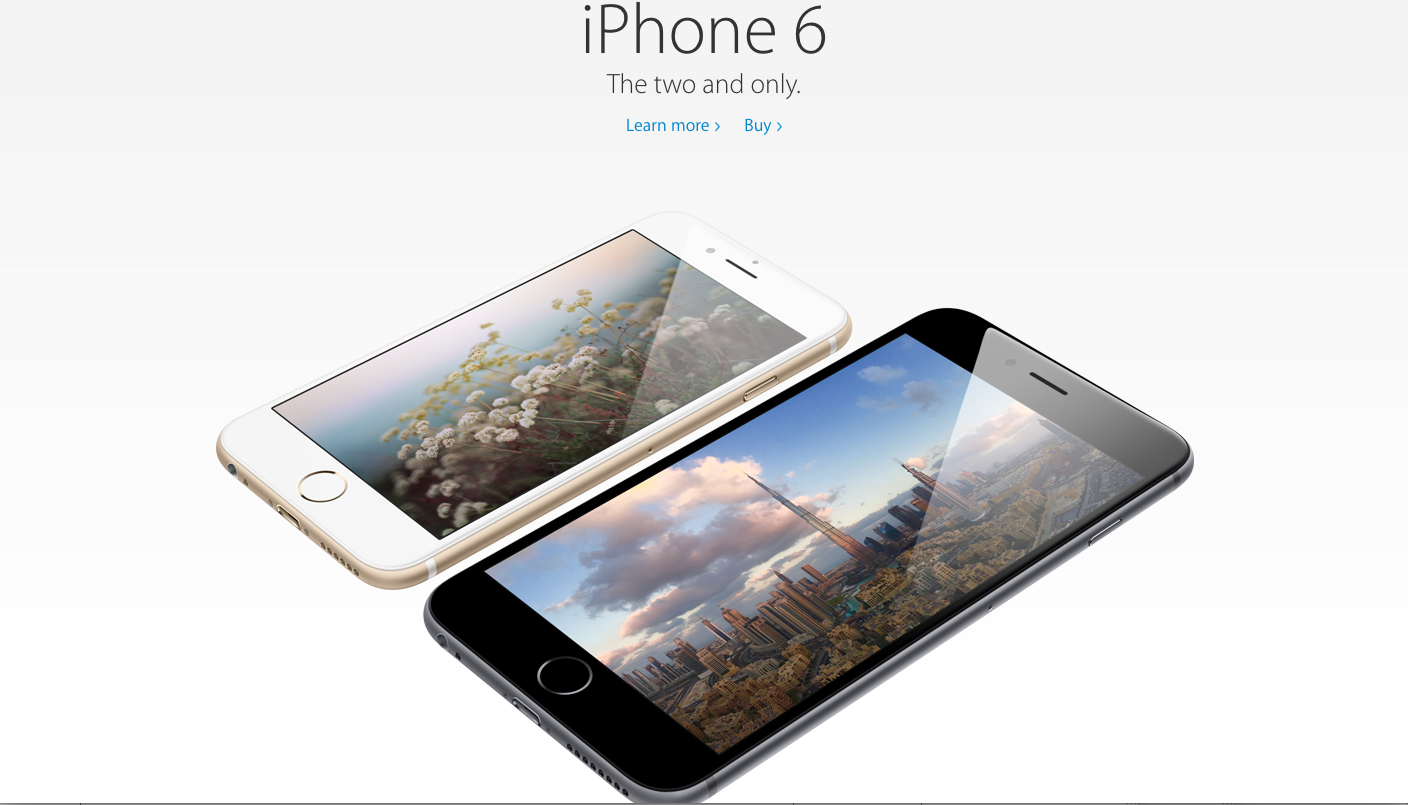 iPhone 6
The two and only.
Learn more › Buy ›